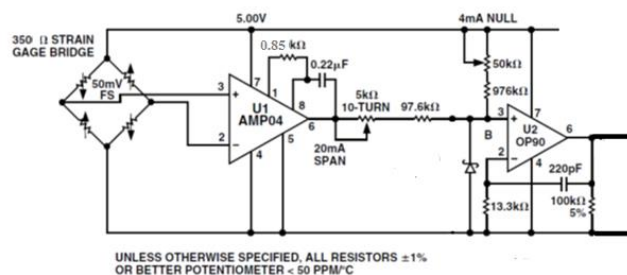 350 Ω STRAIN
GAGE BRIDGE
5.00V
0.85 kΩ
0.22µF
4mA NULL
50kΩ
976kΩ
50mV
FS
3
+
U1
AMP04
7
1
8
6
2
−
4
5
5kΩ
10-TURN
20mA
SPAN
97.6kΩ
B
3
+
7
U2
OP90
6
2
−
4
220pF
13.3kΩ
100kΩ
5%
UNLESS OTHERWISE SPECIFIED, ALL RESISTORS ±1%
OR BETTER POTENTIOMETER < 50 PPM/°C